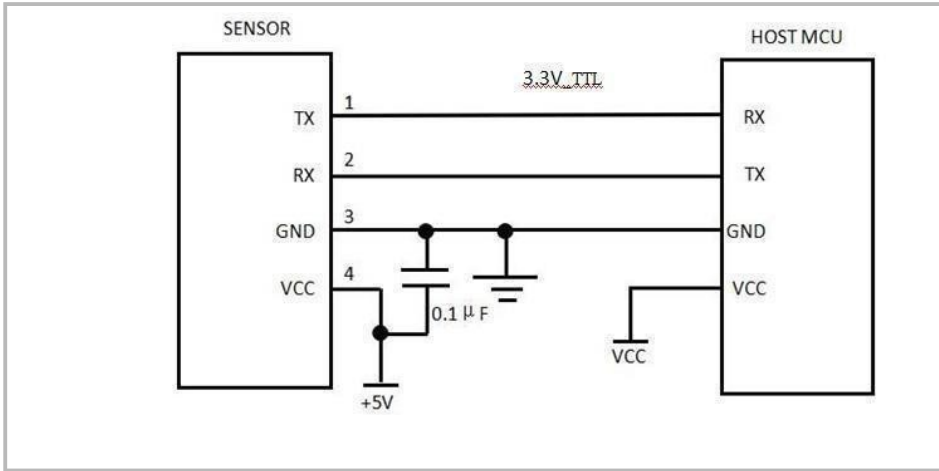 SENSOR
HOST MCU
3.3V_TTL
TX 1 RX
RX 2 TX
GND 3 GND
VCC 4 VCC
0.1 μ F
VCC
+5V